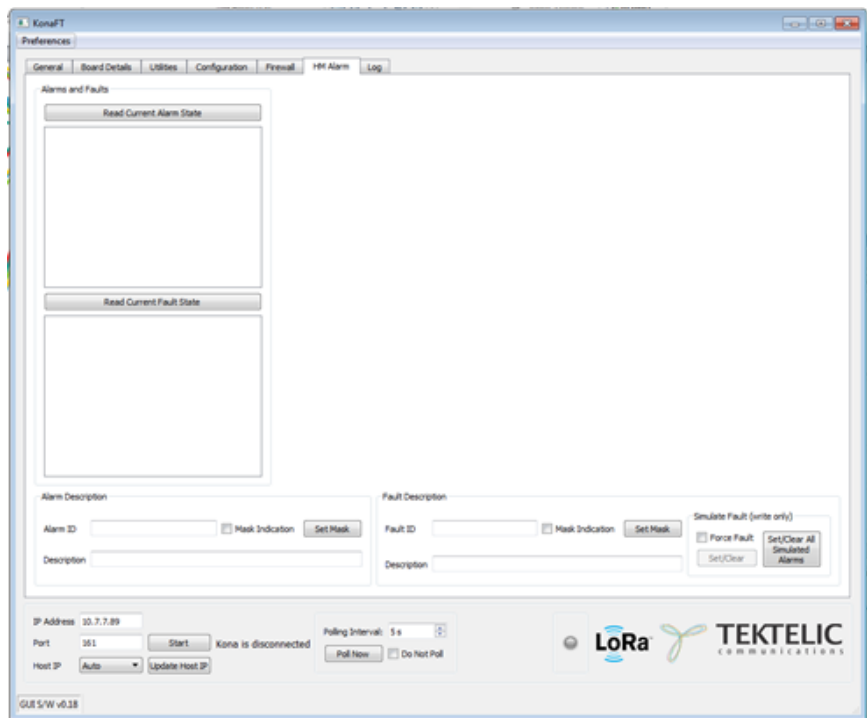 KonaFT
Preferences
General Board Details Utilities Configuration Firewall HM Alarm Log
Alarms and Faults
Read Current Alarm State
Read Current Fault State
Alarm Description
Alarm ID Mask Indication Set Mask
Description
Fault Description
Fault ID Mask Indication Set Mask
Description
Simulate Fault (write only)
Force Fault
Set/Clear
Set/Clear All
Simulated
Alarms
IP Address 10.7.7.89
Port 161 Start Kona is disconnected
Host IP Auto Update Host IP
Polling Interval: 5 s
Poll Now Do Not Poll
LoRa
TEKTELIC
communications
GUI S/W v0.18